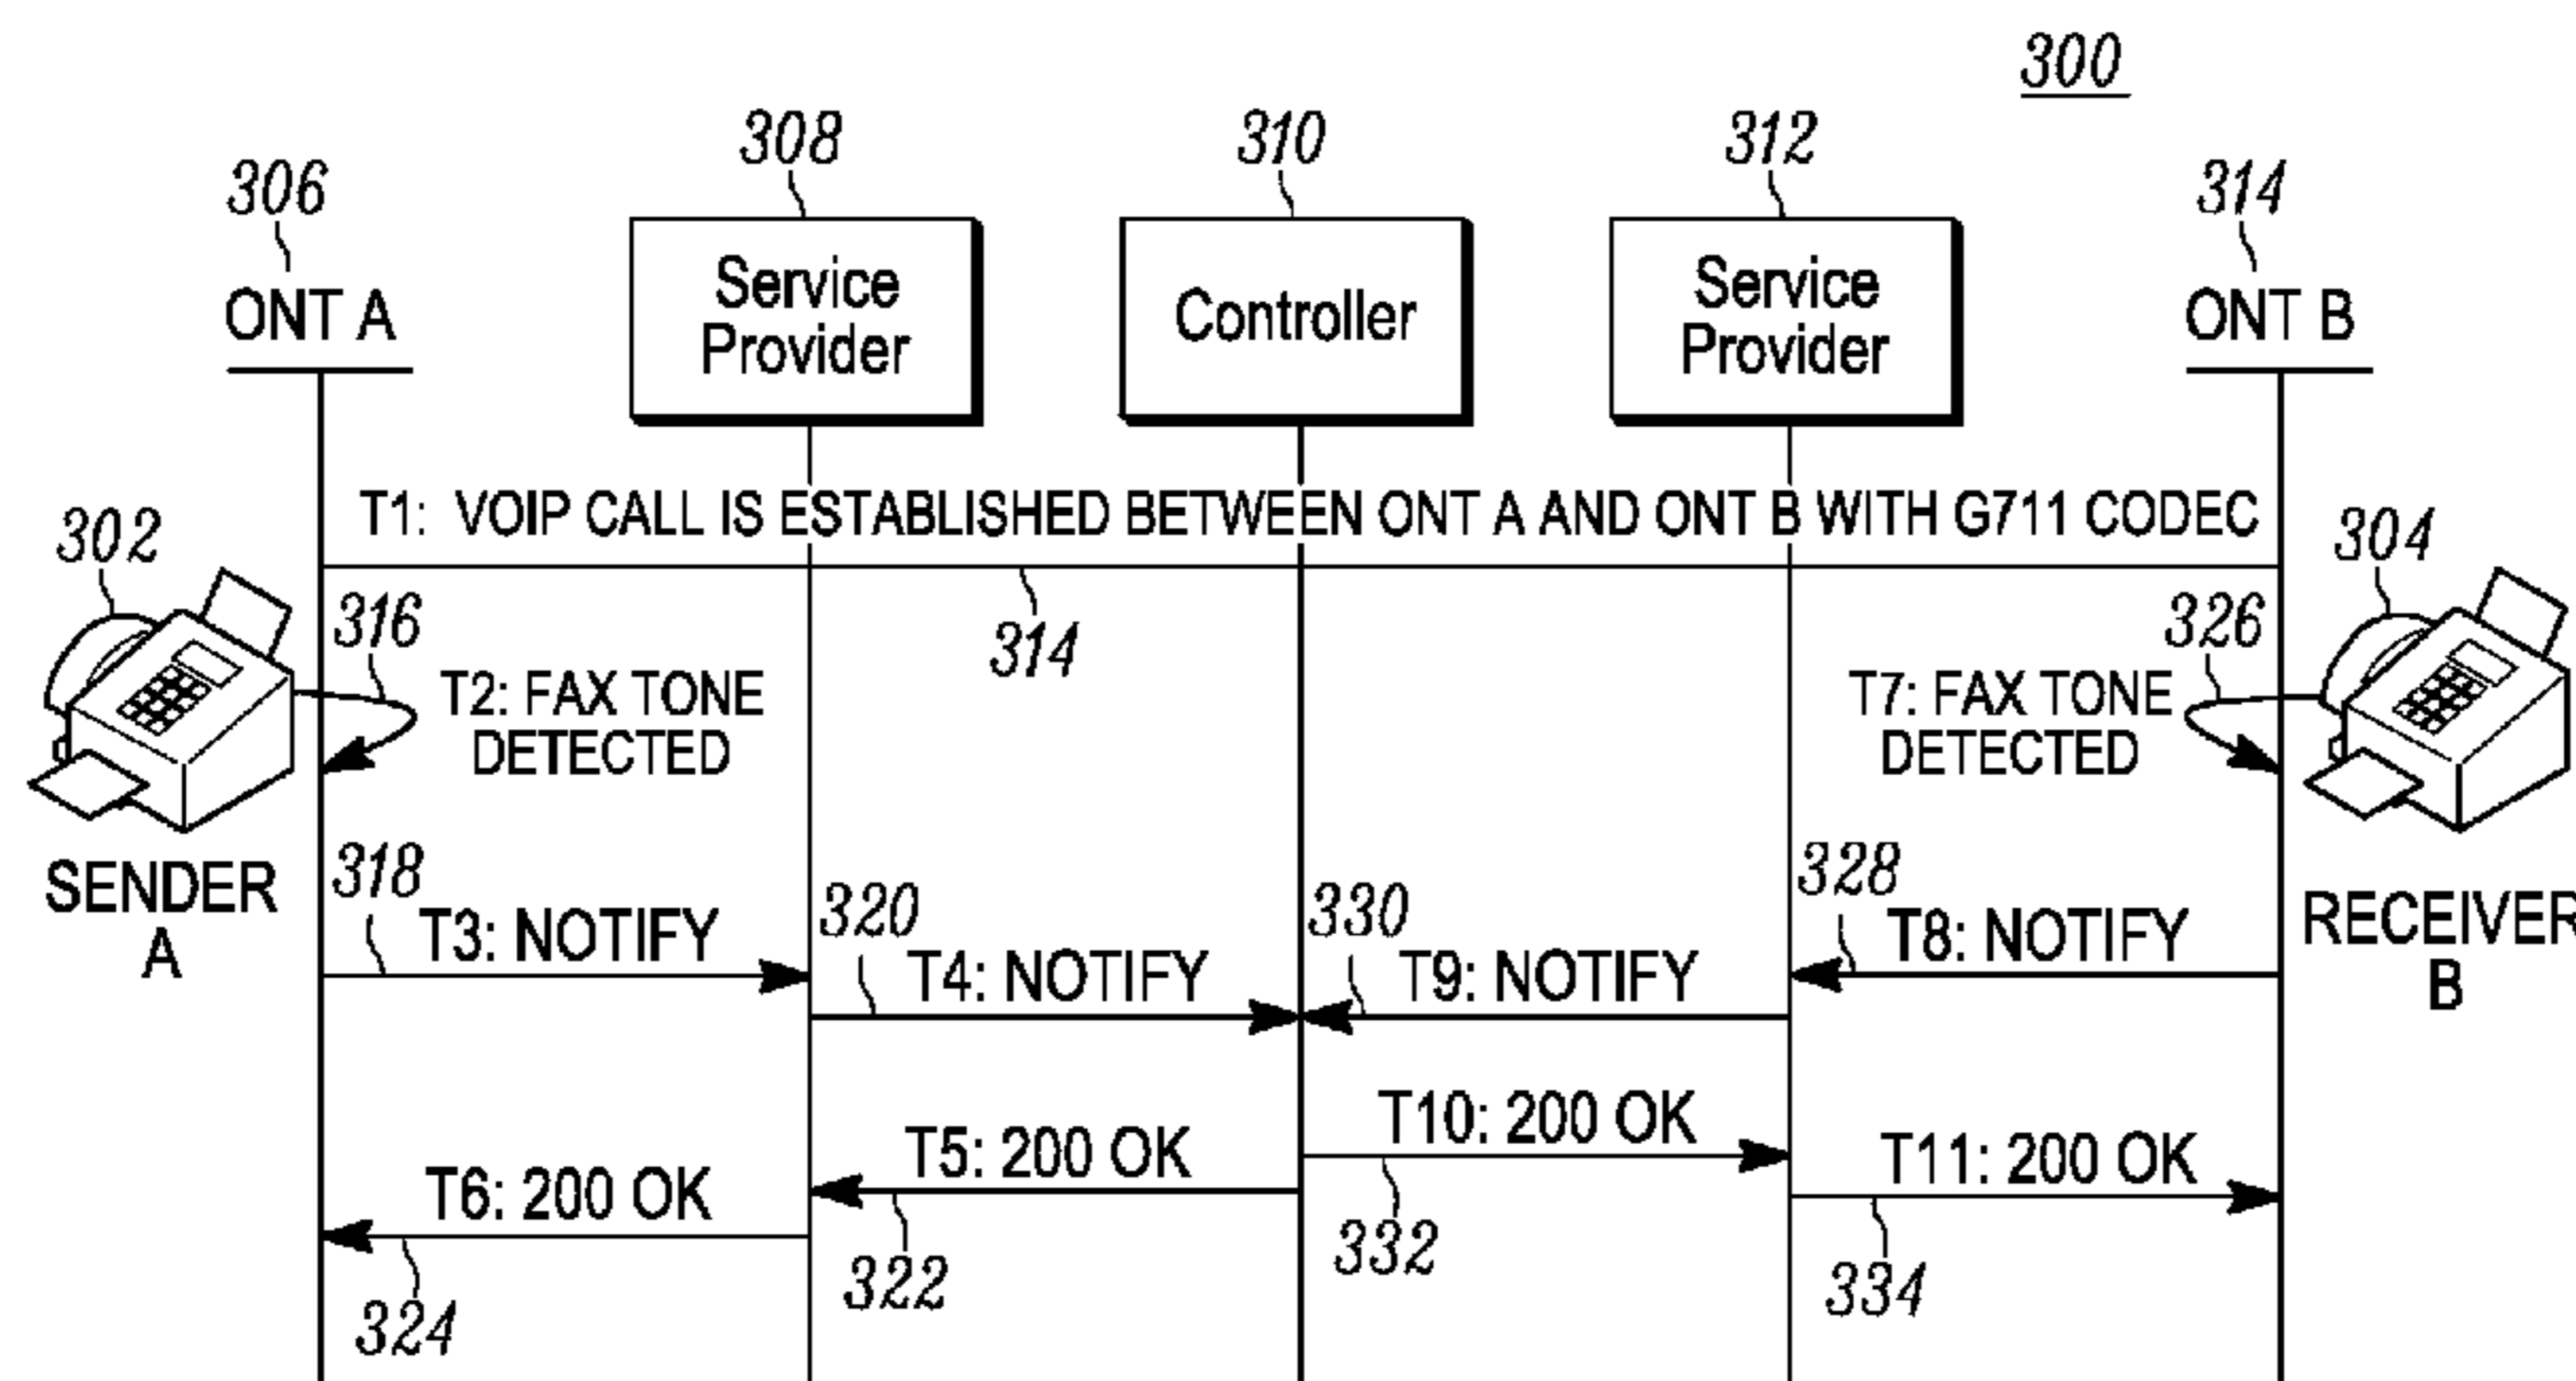 300
308
310
312
306
314
ONT A
Service
Provider
Controller
Service
Provider
ONT B
T1: VOIP CALL IS ESTABLISHED BETWEEN ONT A AND ONT B WITH G711 CODEC
302
304
316
314
326
T2: FAX TONE
DETECTED
T7: FAX TONE
DETECTED
SENDER
A
RECEIVER
B
318
T3: NOTIFY
320
T4: NOTIFY
330
T9: NOTIFY
328
T8: NOTIFY
T10: 200 OK
T5: 200 OK
T11: 200 OK
T6: 200 OK
332
322
334
324